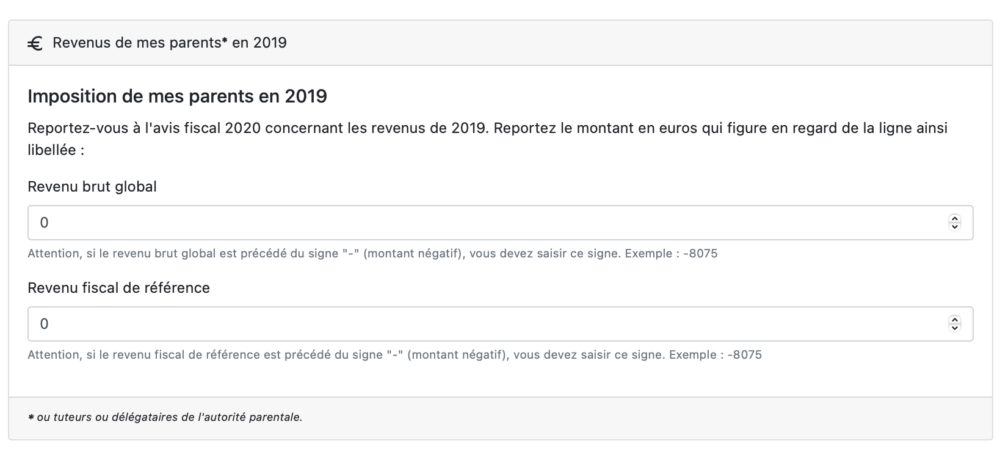 € Revenus de mes parents* en 2019
Imposition de mes parents en 2019
Reportez-vous à l'avis fiscal 2020 concernant les revenus de 2019. Reportez le montant en euros qui figure en regard de la ligne ainsi
libellée :
Revenu brut global
0
Attention, si le revenu brut global est précédé du signe "-" (montant négatif), vous devez saisir ce signe. Exemple : -8075
Revenu fiscal de référence
0
Attention, si le revenu fiscal de référence est précédé du signe "-" (montant négatif), vous devez saisir ce signe. Exemple : -8075
* ou tuteurs ou délégataires de l'autorité parentale.